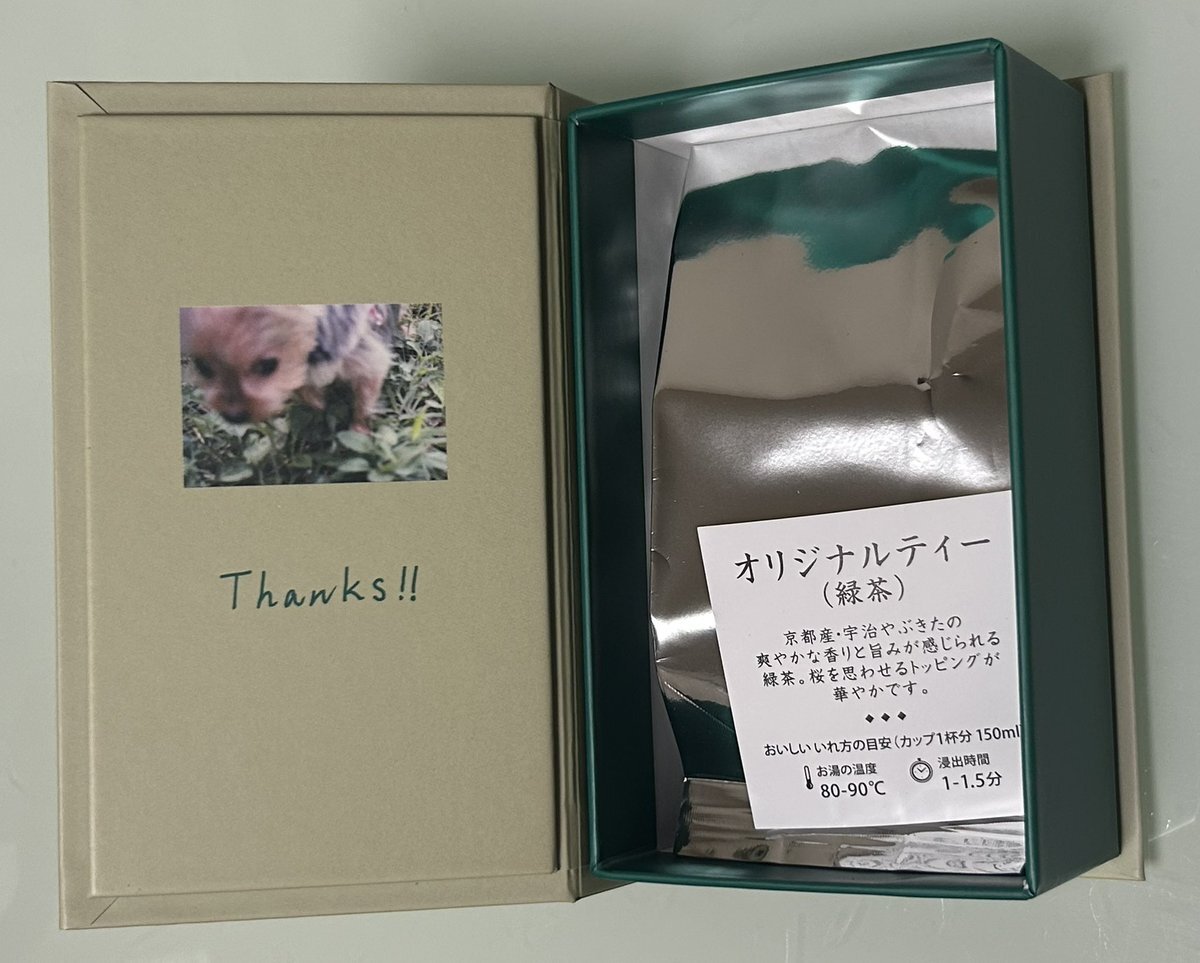 Thanks!!
オリジナルティー
(緑茶)
京都産・宇治やぶきたの
爽やかな香りと旨みが感じられる
緑茶。桜を思わせるトッピングが
華やかです。
おいしいいれ方の目安(カップ1杯分 150ml)
お湯の温度
80-90℃
浸出時間
1-1.5分